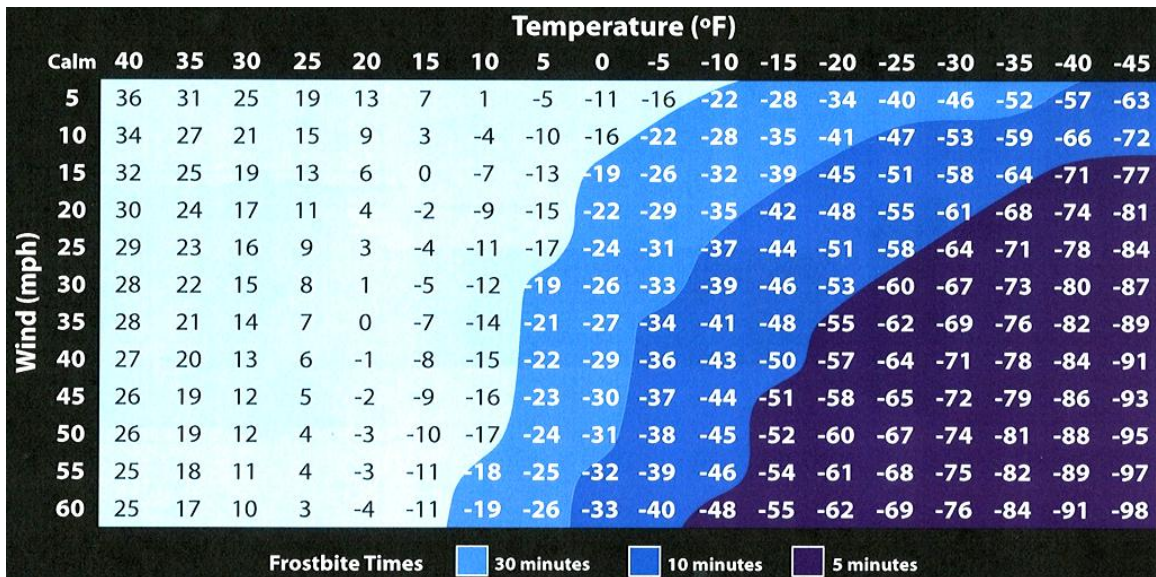 Temperature (ºF)
Calm 40 35 30 25 20 15 10 5 0 -5 -10 -15 -20 -25 -30 -35 -40 -45
5 36 31 25 19 13 7 1 -5 -11 -16 -22 -28 -34 -40 -46 -52 -57 -63
10 34 27 21 15 9 3 -4 -10 -16 -22 -28 -35 -41 -47 -53 -59 -66 -72
15 32 25 19 13 6 0 -7 -13 -19 -26 -32 -39 -45 -51 -58 -64 -71 -77
20 30 24 17 11 4 -2 -9 -15 -22 -29 -35 -42 -48 -55 -61 -68 -74 -81
25 29 23 16 9 3 -4 -11 -17 -24 -31 -37 -44 -51 -58 -64 -71 -78 -84
30 28 22 15 8 1 -5 -12 -19 -26 -33 -39 -46 -53 -60 -67 -73 -80 -87
35 28 21 14 7 0 -7 -14 -21 -27 -34 -41 -48 -55 -62 -69 -76 -82 -89
40 27 20 13 6 -1 -8 -15 -22 -29 -36 -43 -50 -57 -64 -71 -78 -84 -91
45 26 19 12 5 -2 -9 -16 -23 -30 -37 -44 -51 -58 -65 -72 -79 -86 -93
50 26 19 12 4 -3 -10 -17 -24 -31 -38 -45 -52 -60 -67 -74 -81 -88 -95
55 25 18 11 4 -3 -11 -18 -25 -32 -39 -46 -54 -61 -68 -75 -82 -89 -97
60 25 17 10 3 -4 -11 -19 -26 -33 -40 -48 -55 -62 -69 -76 -84 -91 -98
Wind (mph)
Frostbite Times 30 minutes 10 minutes 5 minutes